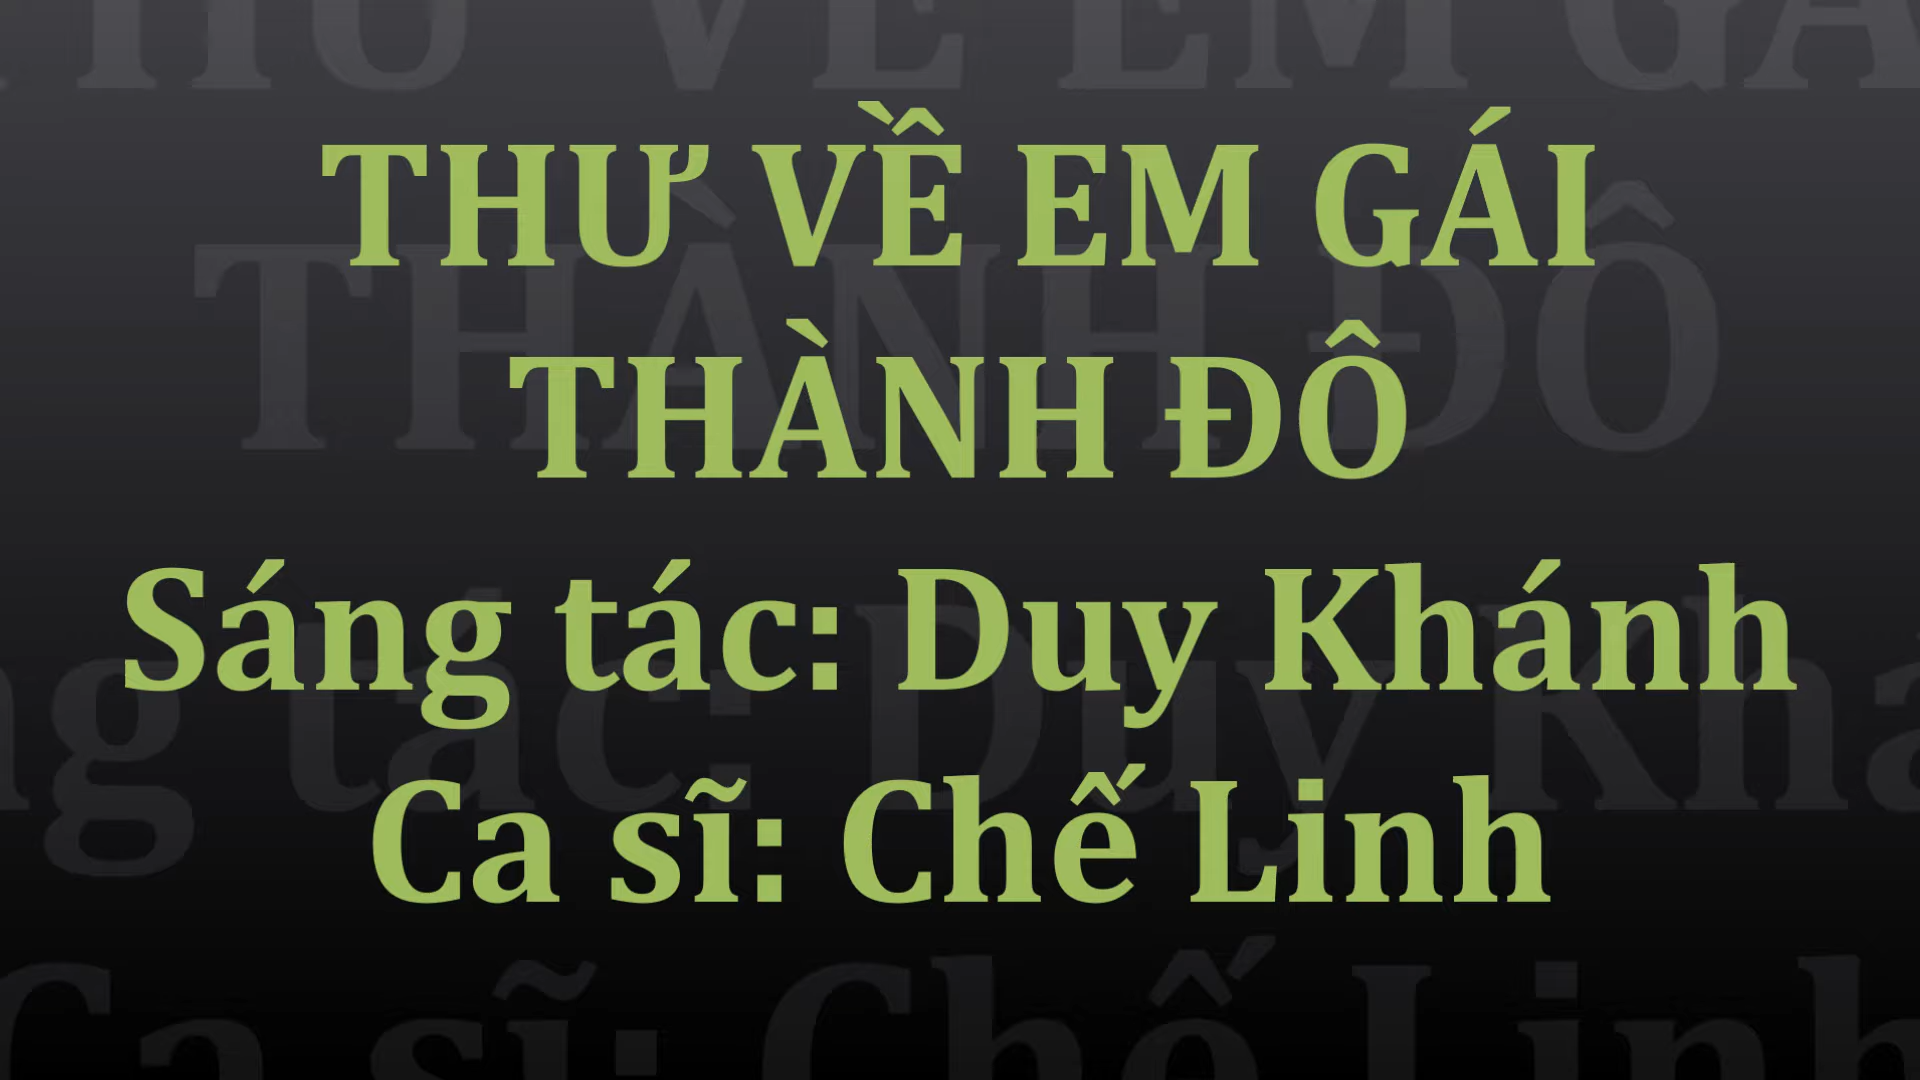 THƯ VỀ EM GÁI
THÀNH ĐÔ
Sáng tác: Duy Khánh
Ca sĩ: Chế Linh